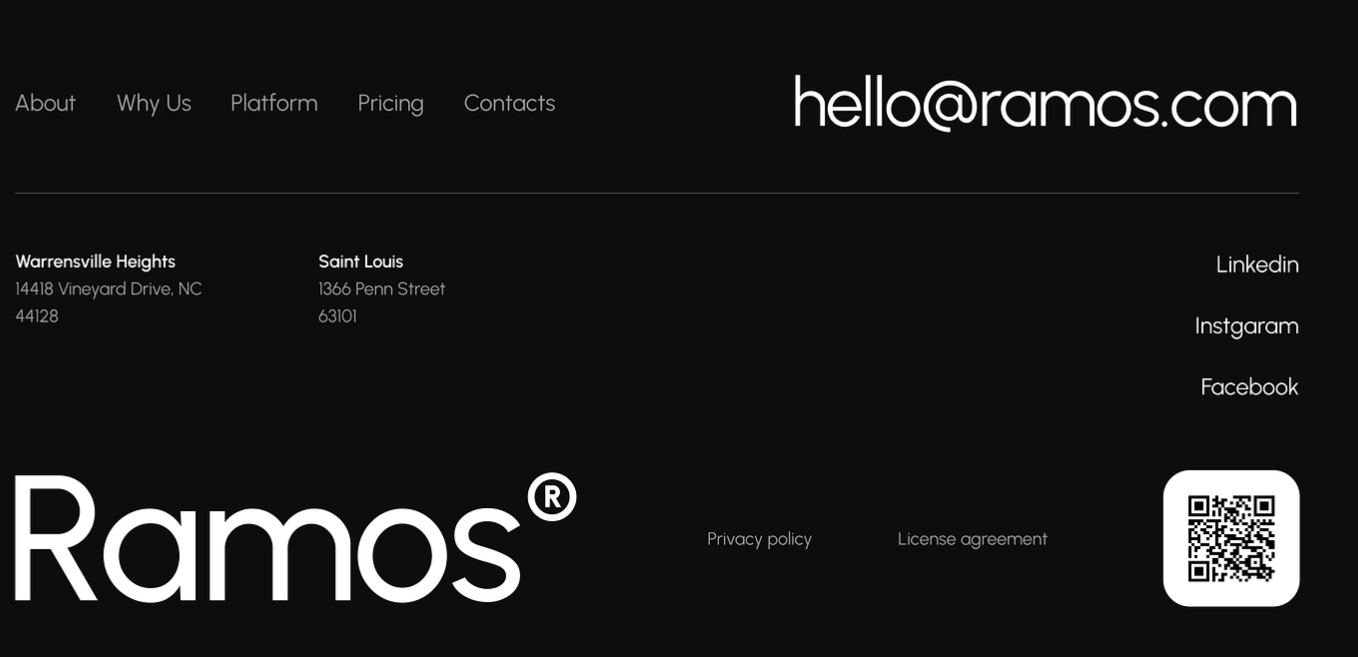 About Why Us Platform Pricing Contacts
hello@ramos.com
Warrensville Heights
14418 Vineyard Drive, NC
44128
Saint Louis
1366 Penn Street
63101
Linkedin
Instgaram
Facebook
Ramos®
Privacy policy
License agreement